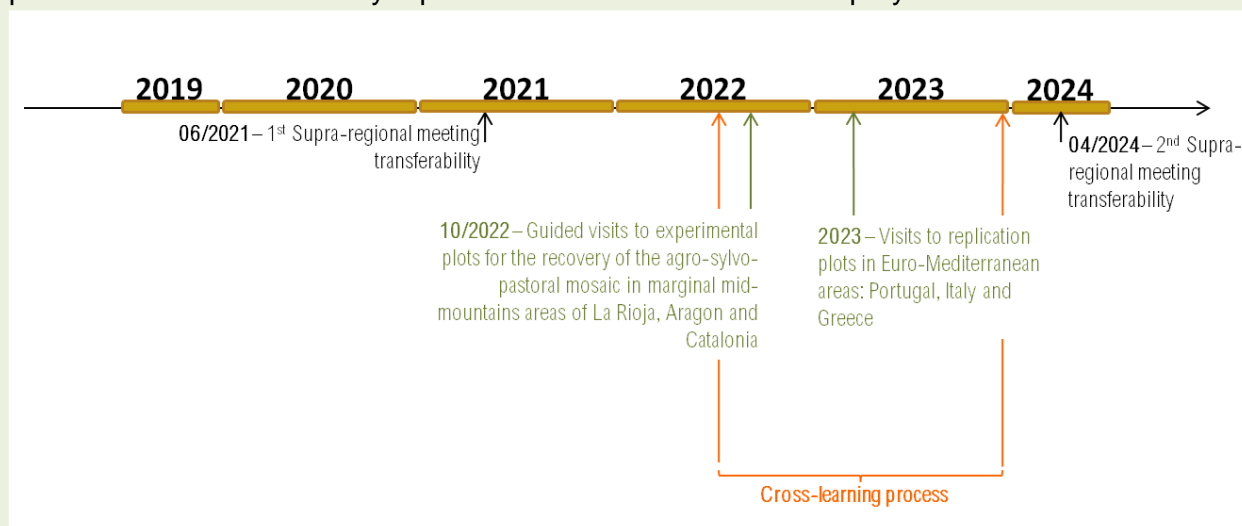 2019 2020 2021 2022 2023 2024
06/2021 – 1st Supra-regional meeting
transferability
04/2024 – 2nd Supra-
regional meeting
transferability
10/2022 – Guided visits to experimental
plots for the recovery of the agro-sylvo-
pastoral mosaic in marginal mid-
mountains areas of La Rioja, Aragon and
Catalonia
2023 – Visits to replication
plots in Euro-Mediterranean
areas: Portugal, Italy and
Greece
Cross-learning process